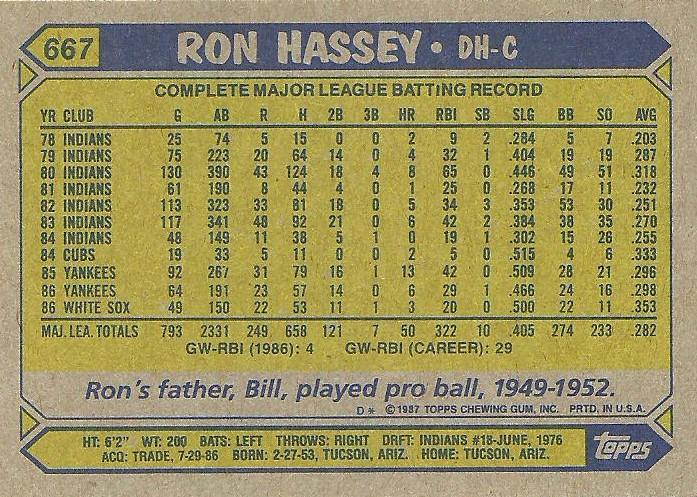 667
RON HASSEY • DH-C
COMPLETE MAJOR LEAGUE BATTING RECORD
YR CLUB G AB R H 2B 3B HR RBI SB SLG BB SO AVG
78 INDIANS 25 74 5 15 0 0 2 9 2 .284 5 7 .203
79 INDIANS 75 223 20 64 14 0 4 32 1 .404 19 19 .287
80 INDIANS 130 390 43 124 18 4 8 65 0 .446 49 51 .318
81 INDIANS 61 190 8 44 4 0 1 25 0 .268 17 11 .232
82 INDIANS 113 323 33 81 18 0 5 34 3 .353 53 30 .251
83 INDIANS 117 341 48 92 21 0 6 42 2 .384 38 35 .270
84 INDIANS 48 149 11 38 5 1 0 19 1 .302 15 26 .255
84 CUBS 19 33 5 11 0 0 2 5 0 .515 4 6 .333
85 YANKEES 92 267 31 79 16 1 13 42 0 .509 28 21 .296
86 YANKEES 64 191 23 57 14 0 6 29 1 .466 24 16 .298
86 WHITE SOX 49 150 22 53 11 1 3 20 0 .500 22 11 .353
MAJ. LEA. TOTALS 793 2331 249 658 121 7 50 322 10 .405 274 233 .282
GW-RBI (1986): 4 GW-RBI (CAREER): 29
Ron's father, Bill, played pro ball, 1949-1952.
D* ©1987 TOPPS CHEWING GUM, INC. PRTD. IN U.S.A.
HT: 6'2" WT: 200 BATS: LEFT THROWS: RIGHT DRFT: INDIANS #18-JUNE, 1976
ACQ: TRADE, 7-29-86 BORN: 2-27-53, TUCSON, ARIZ. HOME: TUCSON, ARIZ.
topps